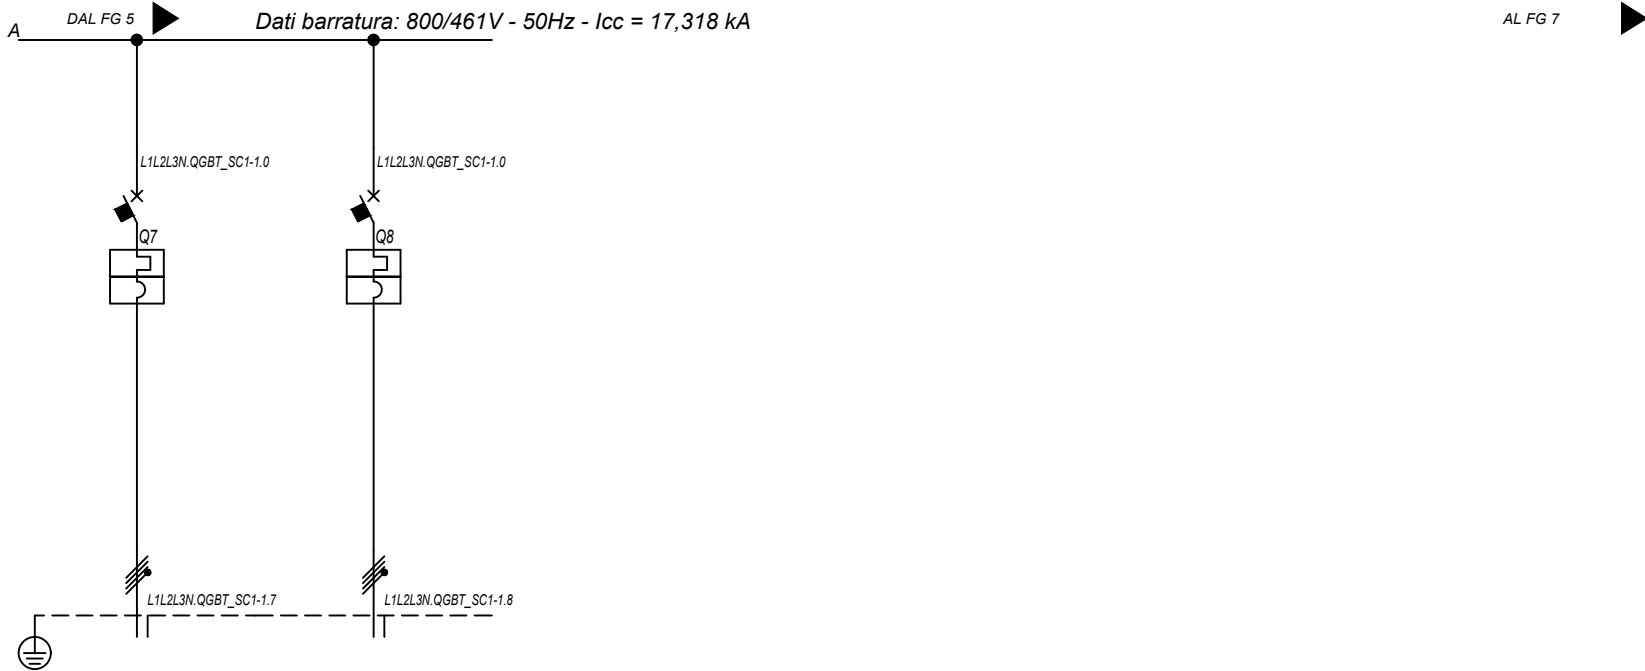 DAL FG 5
Dati barratura: 800/461V - 50Hz - Icc = 17,318 kA
AL FG 7
A
L1L2L3N.QGBT_SC1-1.0
L1L2L3N.QGBT_SC1-1.0
Q7
Q8
L1L2L3N.QGBT_SC1-1.7
L1L2L3N.QGBT_SC1-1.8